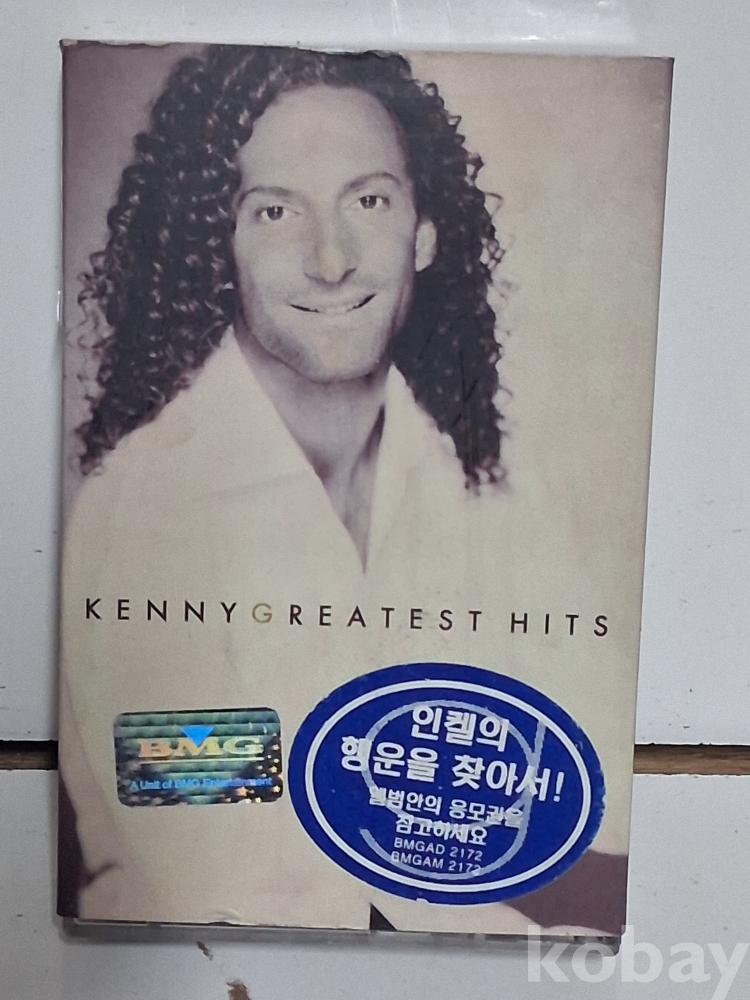 KENNYGREATEST HITS
BMG
A Unit of BMG Entertainment
인켈의
행운을 찾아서!
앨범안의 응모권을
참고하세요
BMGAD 2172
BMGAM 2172
kobay